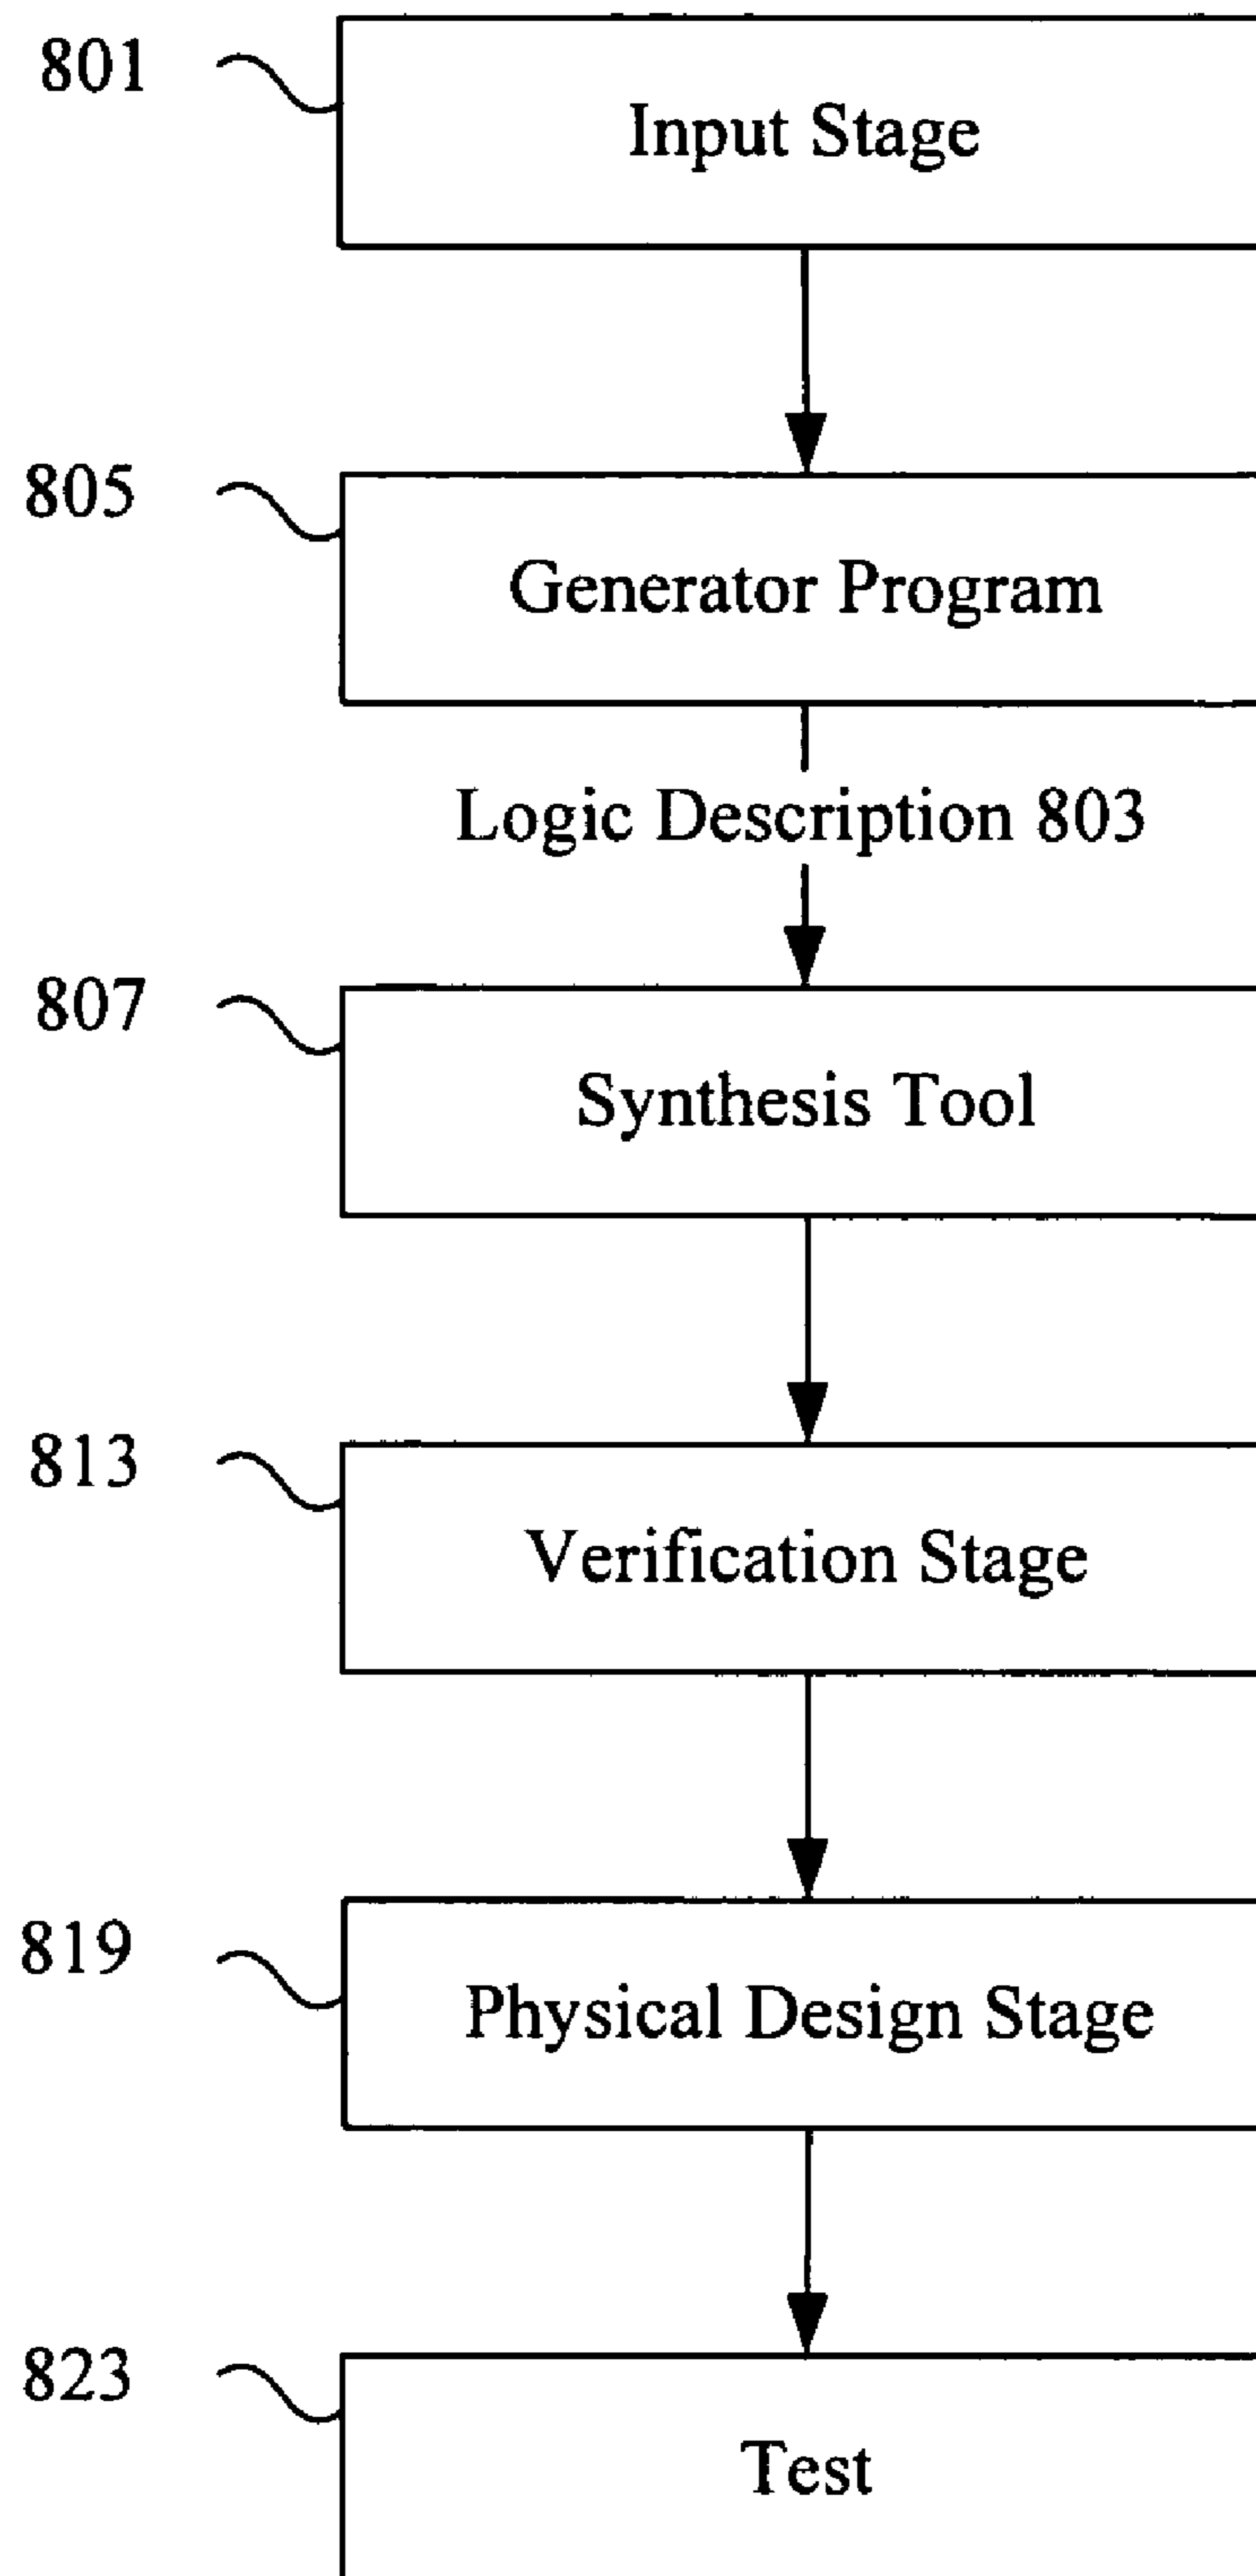 801
Input Stage
805
Generator Program
Logic Description 803
807
Synthesis Tool
813
Verification Stage
819
Physical Design Stage
823
Test